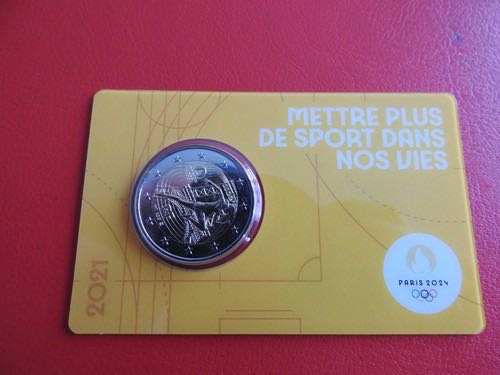 METTRE PLUS
DE SPORT DANS
NOS VIES
2021
PARIS 2024